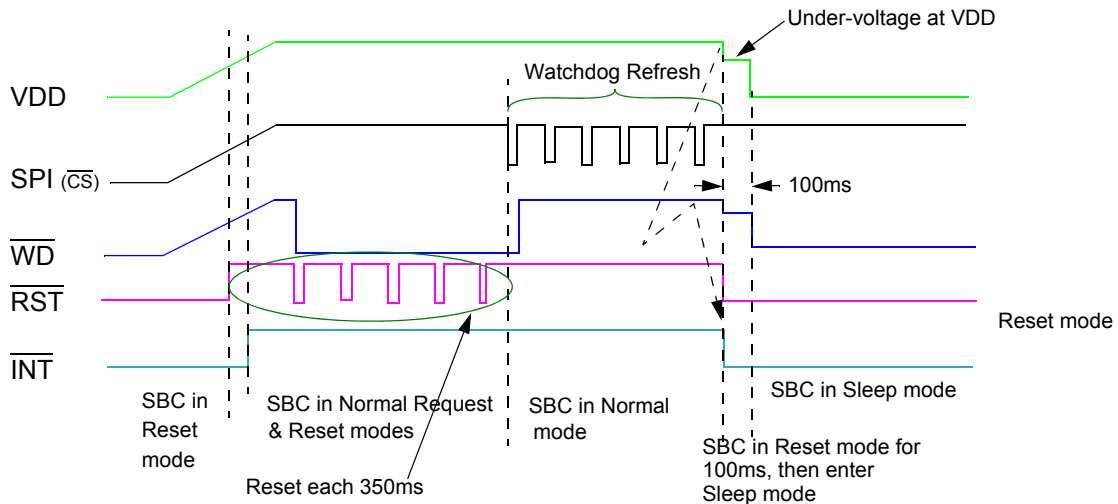 Under-voltage at VDD
Watchdog Refresh
VDD
SPI (CS)
100ms
WD
RST
Reset mode
INT
SBC in
Reset
mode
SBC in Normal Request
& Reset modes
SBC in Normal
mode
SBC in Sleep mode
SBC in Reset mode for
100ms, then enter
Sleep mode
Reset each 350ms